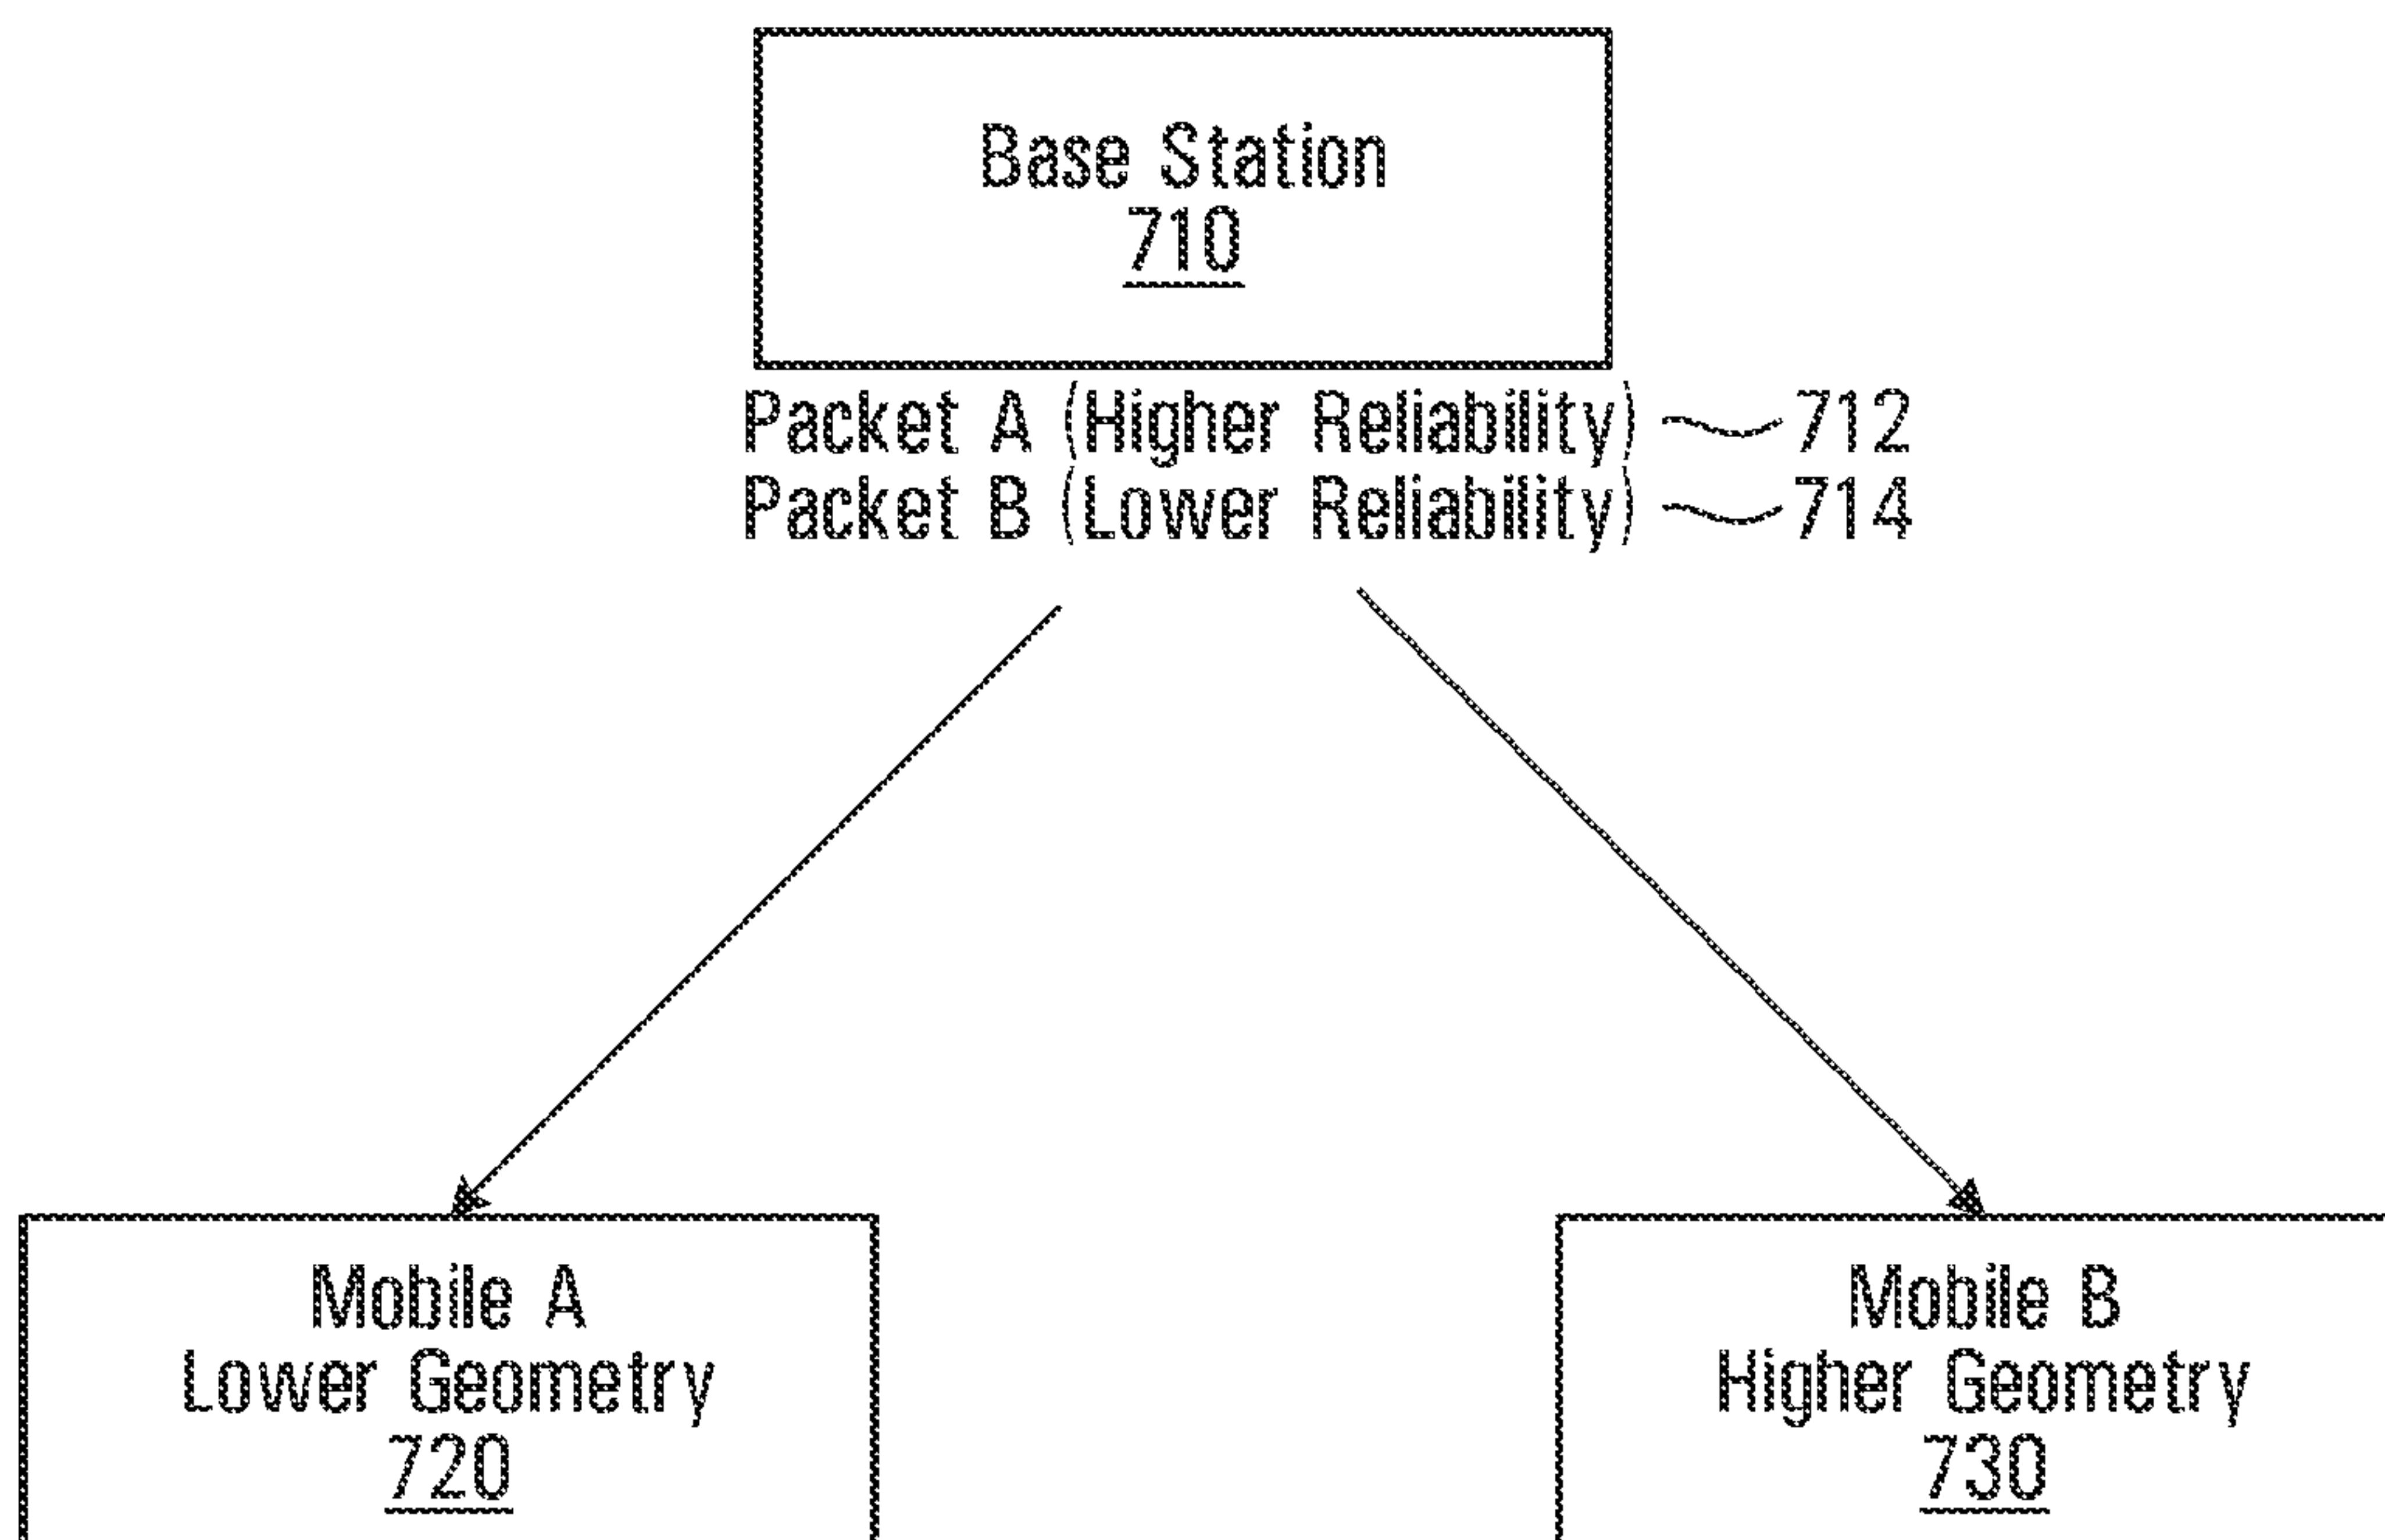 Base Station
710
Packet A (Higher Reliability) 712
Packet B (Lower Reliability) 714
Mobile A
Lower Geometry
720
Mobile B
Higher Geometry
730